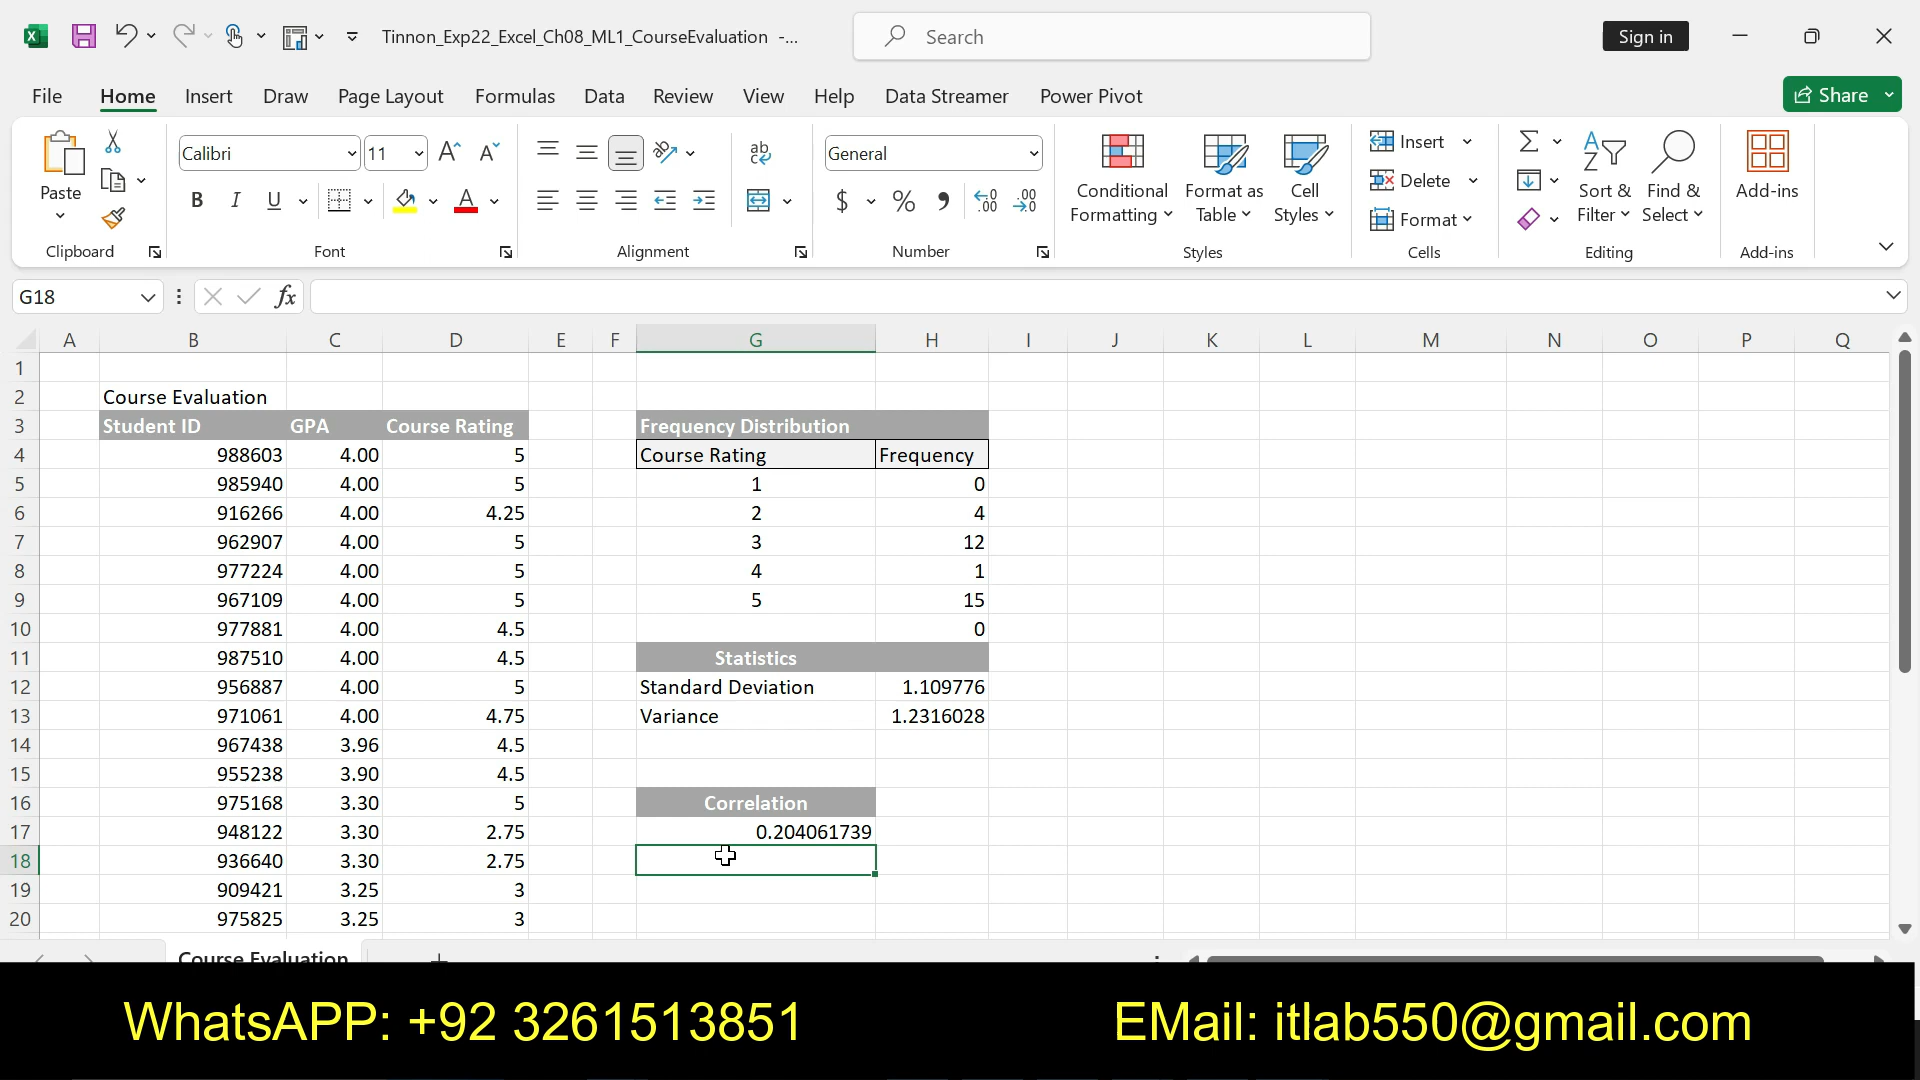 Tinnon_Exp22_Excel_Ch08_ML1_CourseEvaluation -...
Search
Sign in
File Home Insert Draw Page Layout Formulas Data Review View Help Data Streamer Power Pivot
Share
Paste
Clipboard
Calibri 11
B I U
Font
ab
Alignment
General
$ % ,
Number
Conditional Formatting
Format as Table
Cell Styles
Styles
Insert
Delete
Format
Cells
Sort & Filter
Find & Select
Editing
Add-ins
Add-ins
G18
fx
A B C D E F G H I J K L M N O P Q
1
2 Course Evaluation
3 Student ID GPA Course Rating Frequency Distribution
4 988603 4.00 5 Course Rating Frequency
5 985940 4.00 5 1 0
6 916266 4.00 4.25 2 4
7 962907 4.00 5 3 12
8 977224 4.00 5 4 1
9 967109 4.00 5 5 15
10 977881 4.00 4.5 0
11 987510 4.00 4.5 Statistics
12 956887 4.00 5 Standard Deviation 1.109776
13 971061 4.00 4.75 Variance 1.2316028
14 967438 3.96 4.5
15 955238 3.90 4.5
16 975168 3.30 5 Correlation
17 948122 3.30 2.75 0.204061739
18 936640 3.30 2.75
19 909421 3.25 3
20 975825 3.25 3
Course Evaluation
WhatsAPP: +92 3261513851
EMail: itlab550@gmail.com